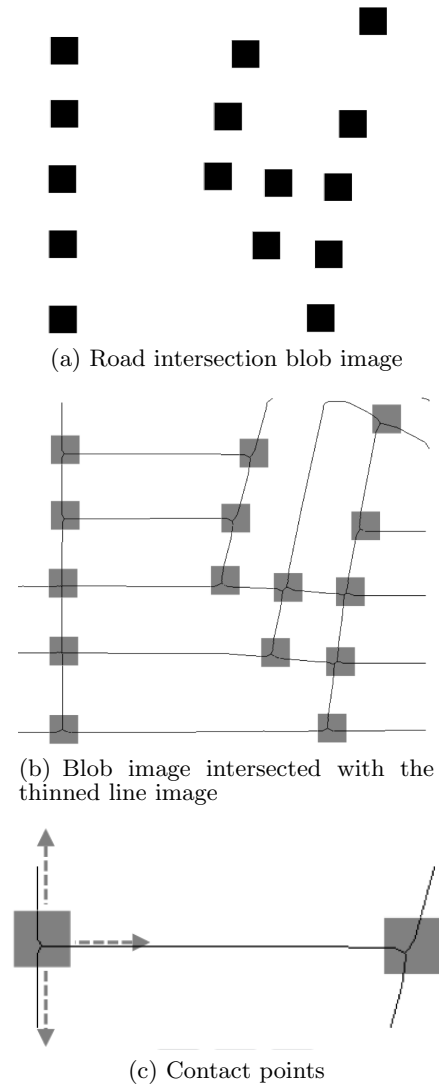 (a) Road intersection blob image
(b) Blob image intersected with the
thinned line image
(c) Contact points